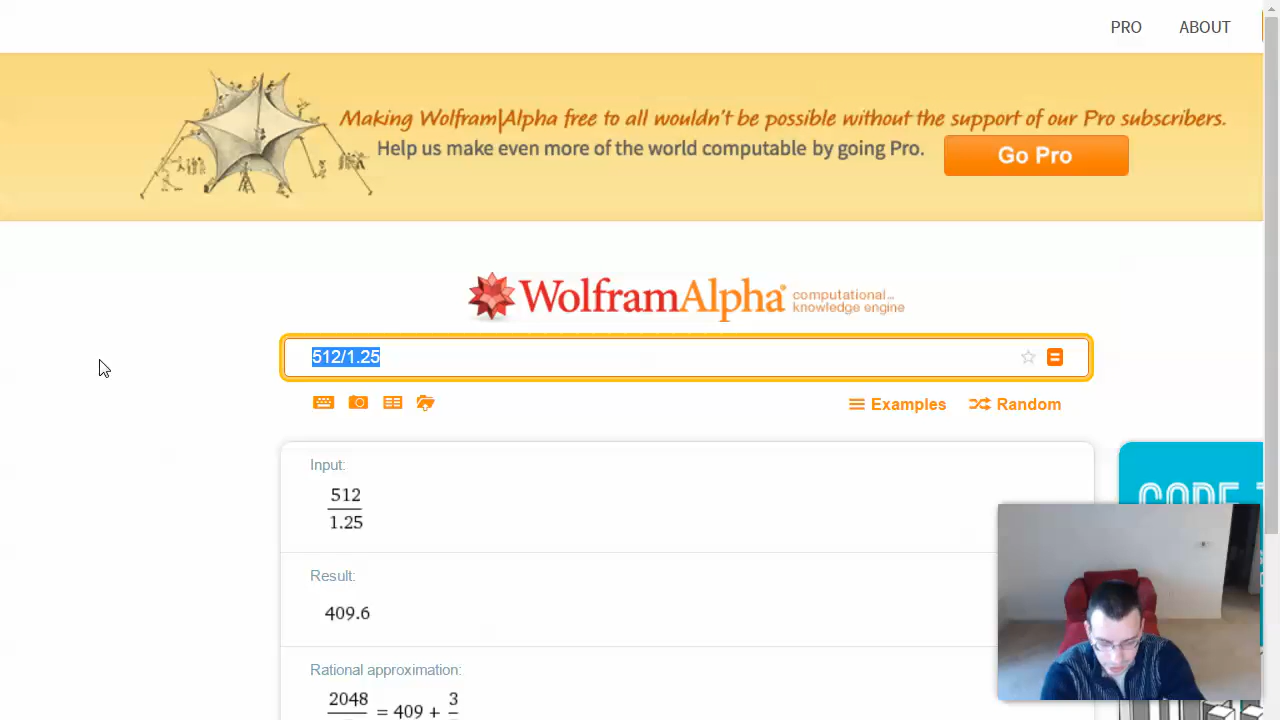 PRO ABOUT
Making Wolfram|Alpha free to all wouldn't be possible without the support of our Pro subscribers.
Help us make even more of the world computable by going Pro.
Go Pro
WolframAlpha computational...
knowledge engine
512/1.25
Examples Random
Input:
512
1.25
Result:
409.6
Rational approximation:
2048 = 409 + 3